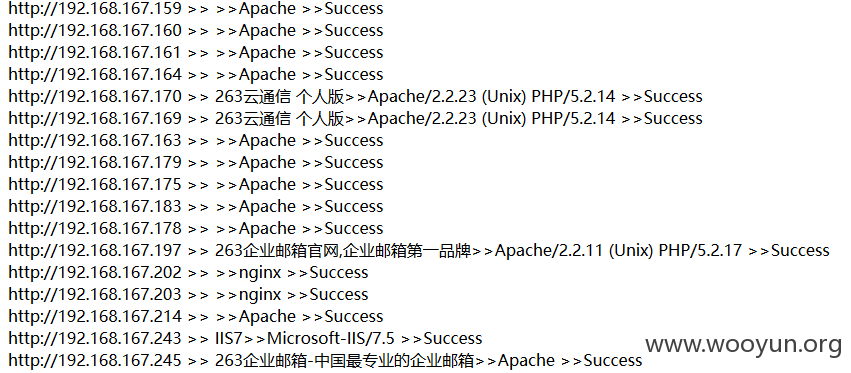 http://192.168.167.159 >> >>Apache >>Success
http://192.168.167.160 >> >>Apache >>Success
http://192.168.167.161 >> >>Apache >>Success
http://192.168.167.164 >> >>Apache >>Success
http://192.168.167.170 >> 263云通信 个人版>>Apache/2.2.23 (Unix) PHP/5.2.14 >>Success
http://192.168.167.169 >> 263云通信 个人版>>Apache/2.2.23 (Unix) PHP/5.2.14 >>Success
http://192.168.167.163 >> >>Apache >>Success
http://192.168.167.179 >> >>Apache >>Success
http://192.168.167.175 >> >>Apache >>Success
http://192.168.167.183 >> >>Apache >>Success
http://192.168.167.178 >> >>Apache >>Success
http://192.168.167.197 >> 263企业邮箱官网,企业邮箱第一品牌>>Apache/2.2.11 (Unix) PHP/5.2.17 >>Success
http://192.168.167.202 >> >>nginx >>Success
http://192.168.167.203 >> >>nginx >>Success
http://192.168.167.214 >> >>Apache >>Success
http://192.168.167.243 >> IIS7>>Microsoft-IIS/7.5 >>Success
http://192.168.167.245 >> 263企业邮箱-中国最专业的企业邮箱>>Apache >>Success
www.wooyun.org